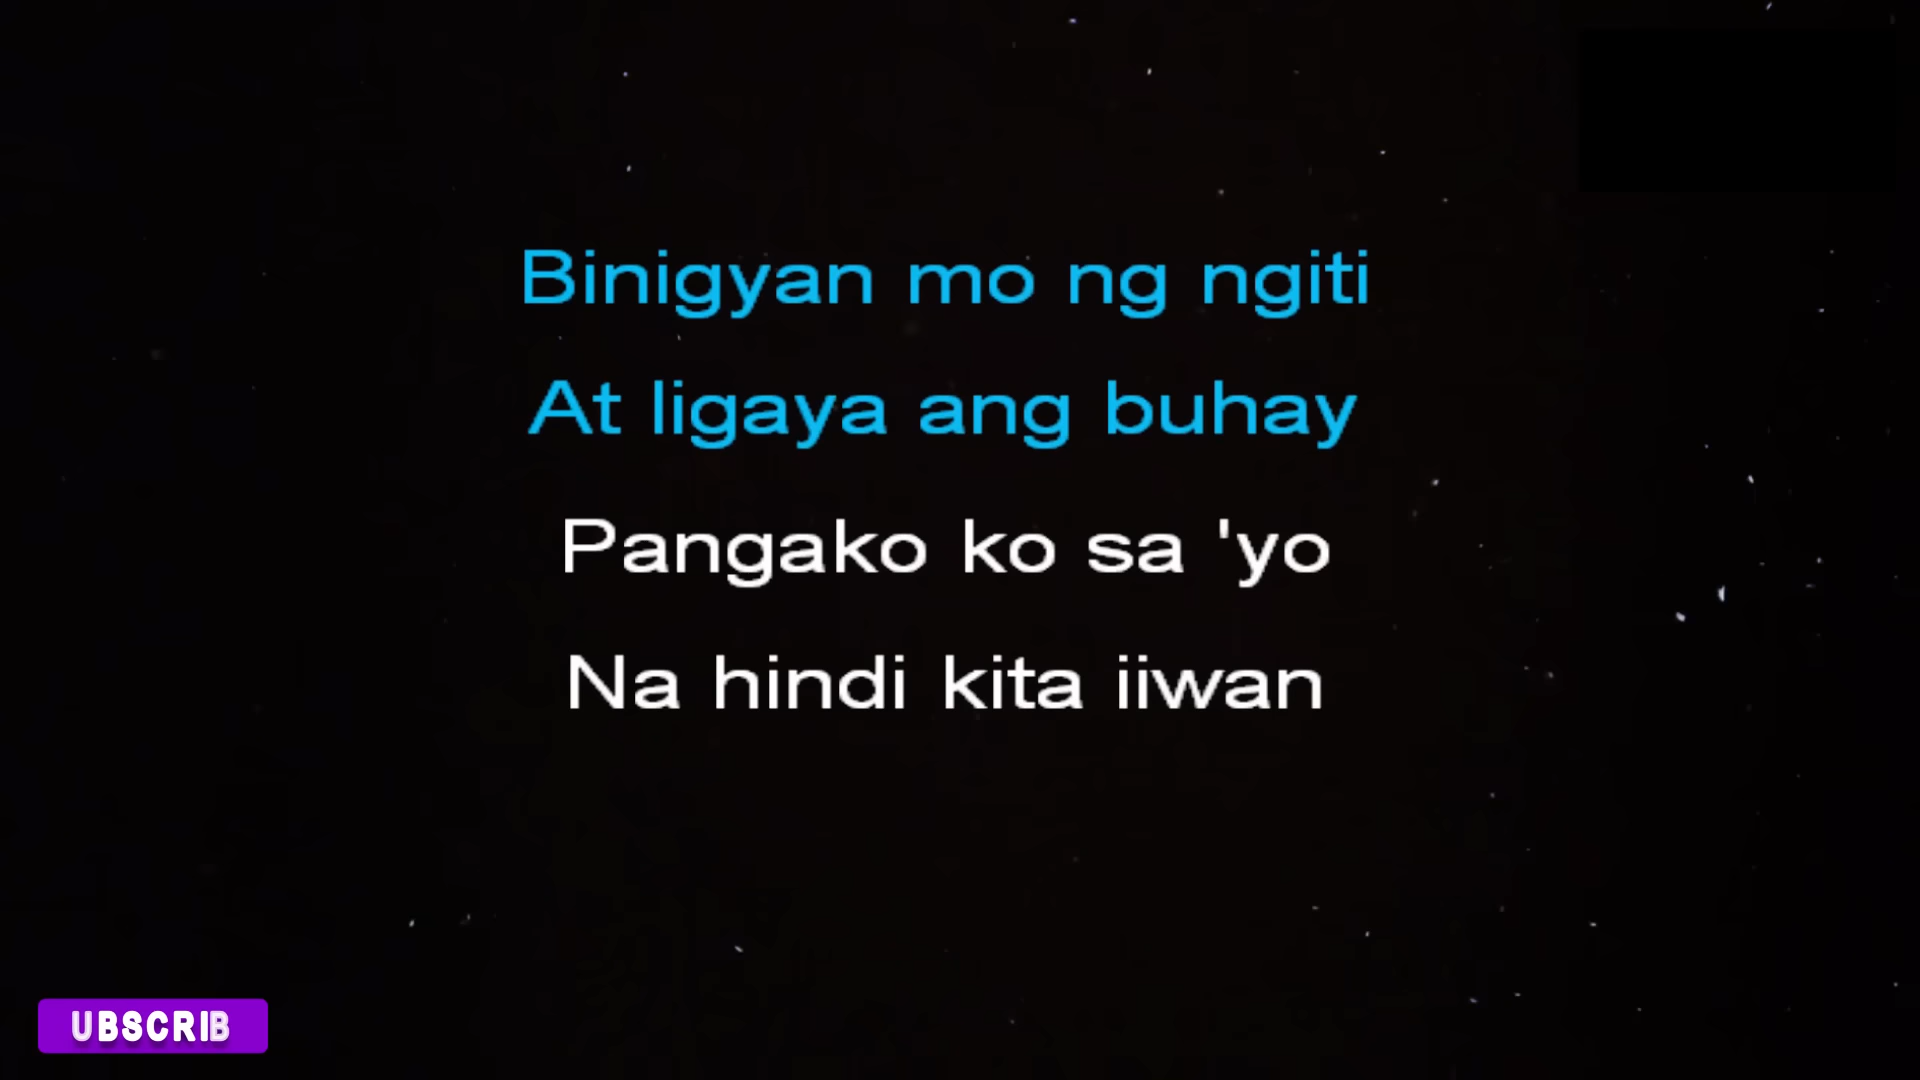 Binigyan mo ng ngiti
At ligaya ang buhay
Pangako ko sa 'yo
Na hindi kita iiwan
UBSCRIB